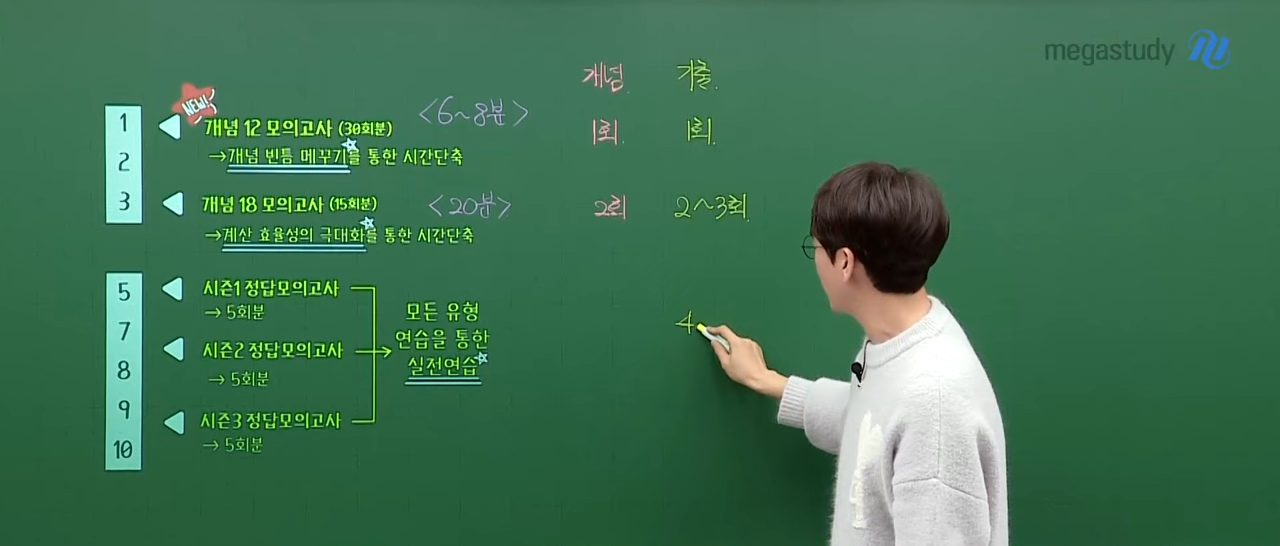 megastudy
개념 기출
NEW!
1
개념 12 모의고사 (30회분) <6~8분> 1회. 1회.
2
→개념 빈틈 메꾸기를 통한 시간단축
3
개념 18 모의고사 (15회분) <20분> 2회 2~3회.
→계산 효율성의 극대화를 통한 시간단축
5
시즌1 정답모의고사
→ 5회분
모든 유형
연습을 통한
실전연습
7
시즌2 정답모의고사
8
→ 5회분
9
시즌3 정답모의고사
10
→ 5회분
4